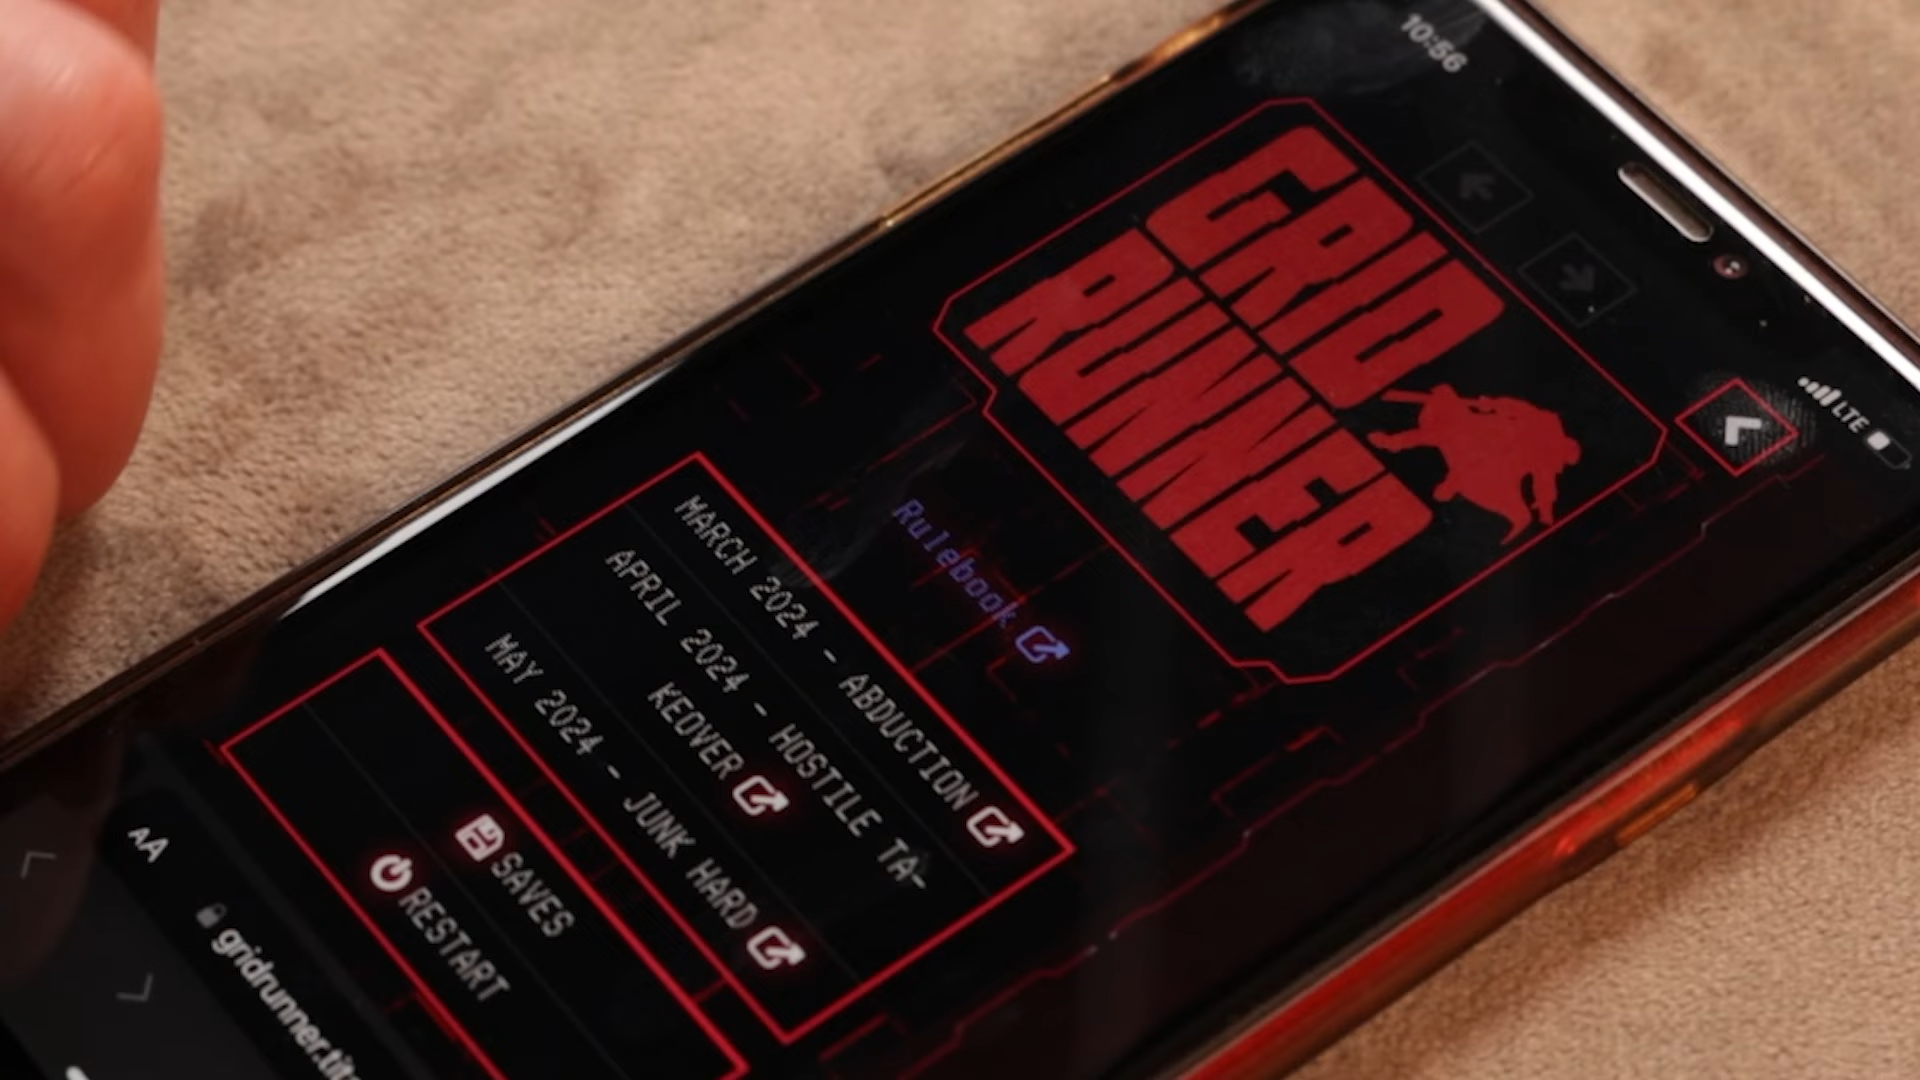 10:56
LTE
GRID
RUNNER
Rulebook
MARCH 2024 - ABDUCTION
APRIL 2024 - HOSTILE TA-
KEOVER
MAY 2024 - JUNK HARD
SAVES
RESTART
AA